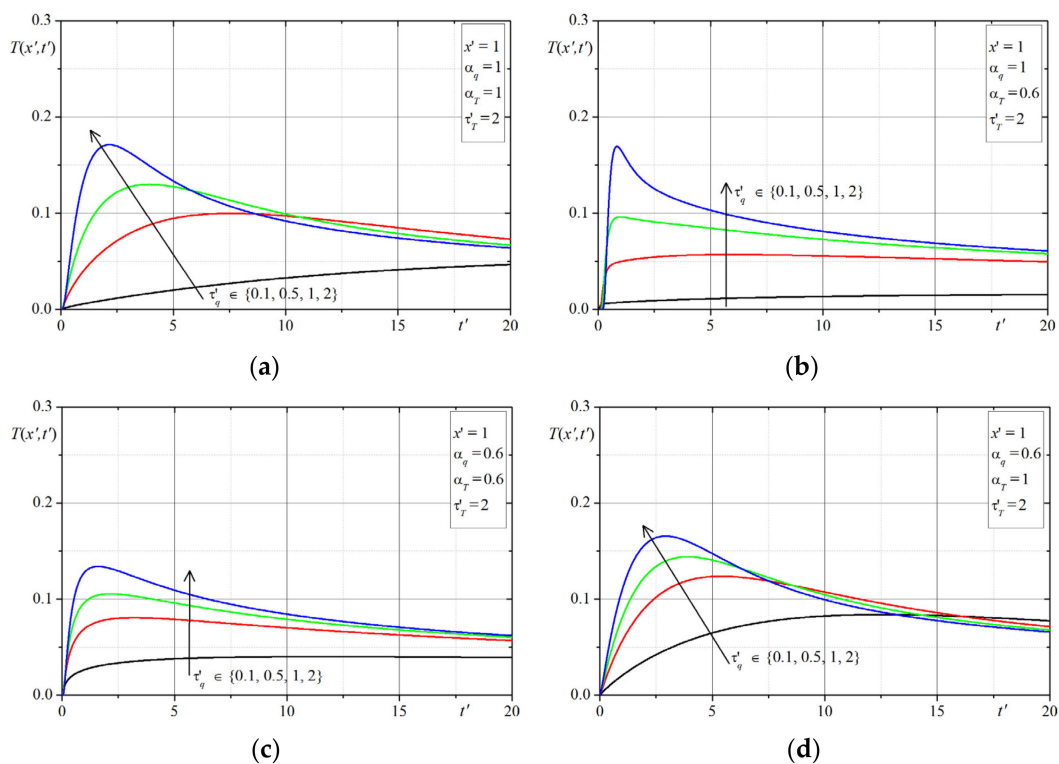 0.3
T(x′,t′)
0.2
0.1
0.0
0 5 10 15 t′ 20
x' = 1
α_q = 1
α_T = 1
τ'_T = 2
τ'_q ∈ {0.1, 0.5, 1, 2}
(a)
0.3
T(x′,t′)
0.2
0.1
0.0
0 5 10 15 t′ 20
x' = 1
α_q = 1
α_T = 0.6
τ'_T = 2
τ'_q ∈ {0.1, 0.5, 1, 2}
(b)
0.3
T(x′,t′)
0.2
0.1
0.0
0 5 10 15 t′ 20
x' = 1
α_q = 0.6
α_T = 0.6
τ'_T = 2
τ'_q ∈ {0.1, 0.5, 1, 2}
(c)
0.3
T(x′,t′)
0.2
0.1
0.0
0 5 10 15 t′ 20
x' = 1
α_q = 0.6
α_T = 1
τ'_T = 2
τ'_q ∈ {0.1, 0.5, 1, 2}
(d)